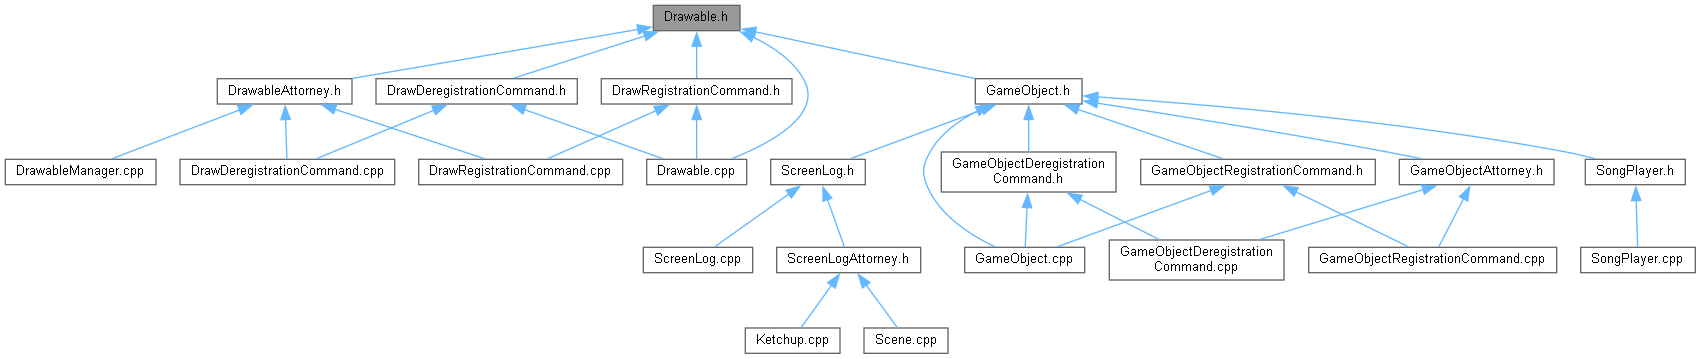 Drawable.h
DrawableAttorney.h
DrawDeregistrationCommand.h
DrawRegistrationCommand.h
GameObject.h
DrawableManager.cpp
DrawDeregistrationCommand.cpp
DrawRegistrationCommand.cpp
Drawable.cpp
ScreenLog.h
GameObjectDeregistration
Command.h
GameObjectRegistrationCommand.h
GameObjectAttorney.h
SongPlayer.h
ScreenLog.cpp
ScreenLogAttorney.h
GameObject.cpp
GameObjectDeregistration
Command.cpp
GameObjectRegistrationCommand.cpp
SongPlayer.cpp
Ketchup.cpp
Scene.cpp